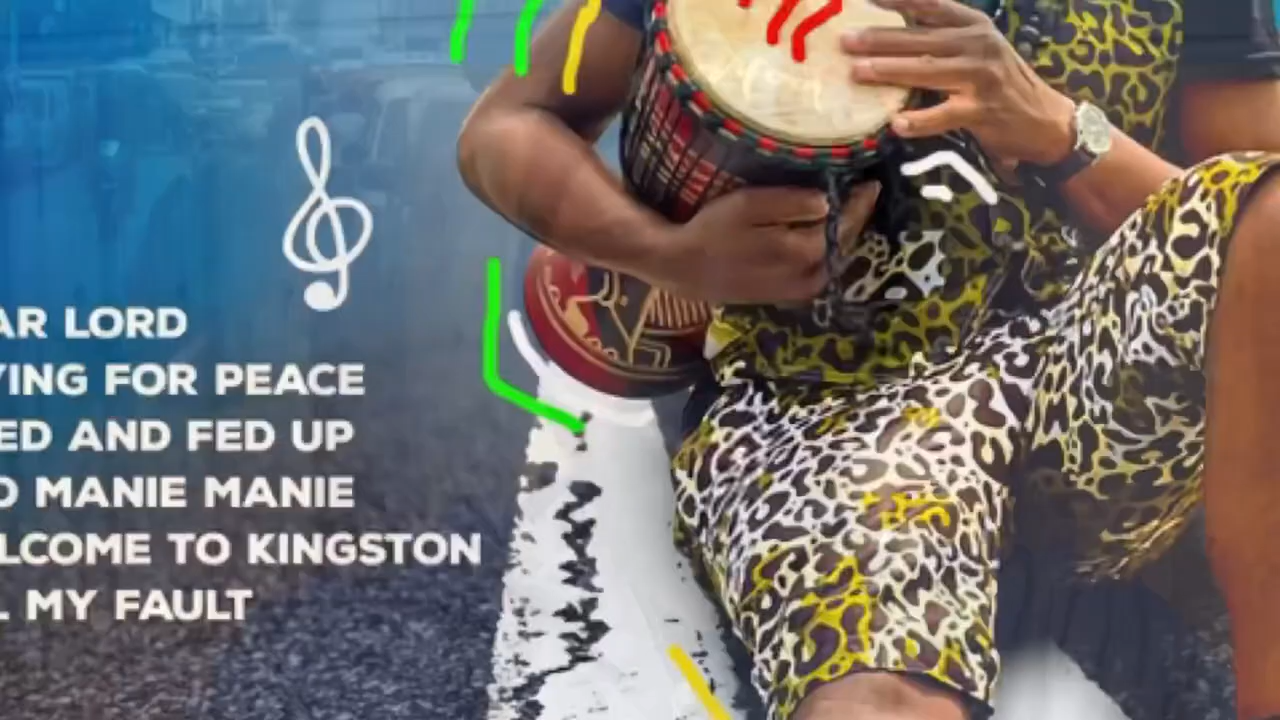 AR LORD
YING FOR PEACE
ED AND FED UP
O MANIE MANIE
LCOME TO KINGSTON
L MY FAULT